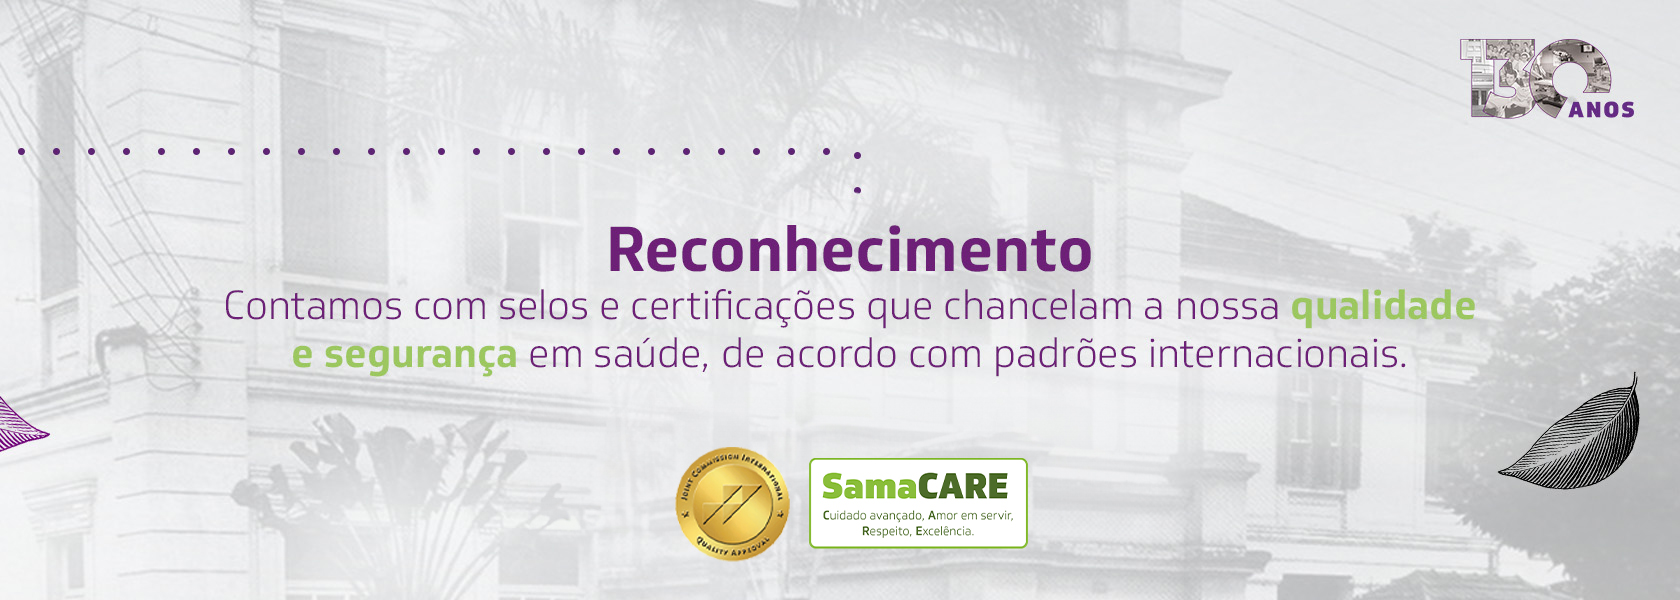 130
ANOS
Reconhecimento
Contamos com selos e certificações que chancelam a nossa qualidade
e segurança em saúde, de acordo com padrões internacionais.
JOINT COMMISSION INTERNATIONAL
QUALITY APPROVAL
SamaCARE
Cuidado avançado, Amor em servir,
Respeito, Excelência.